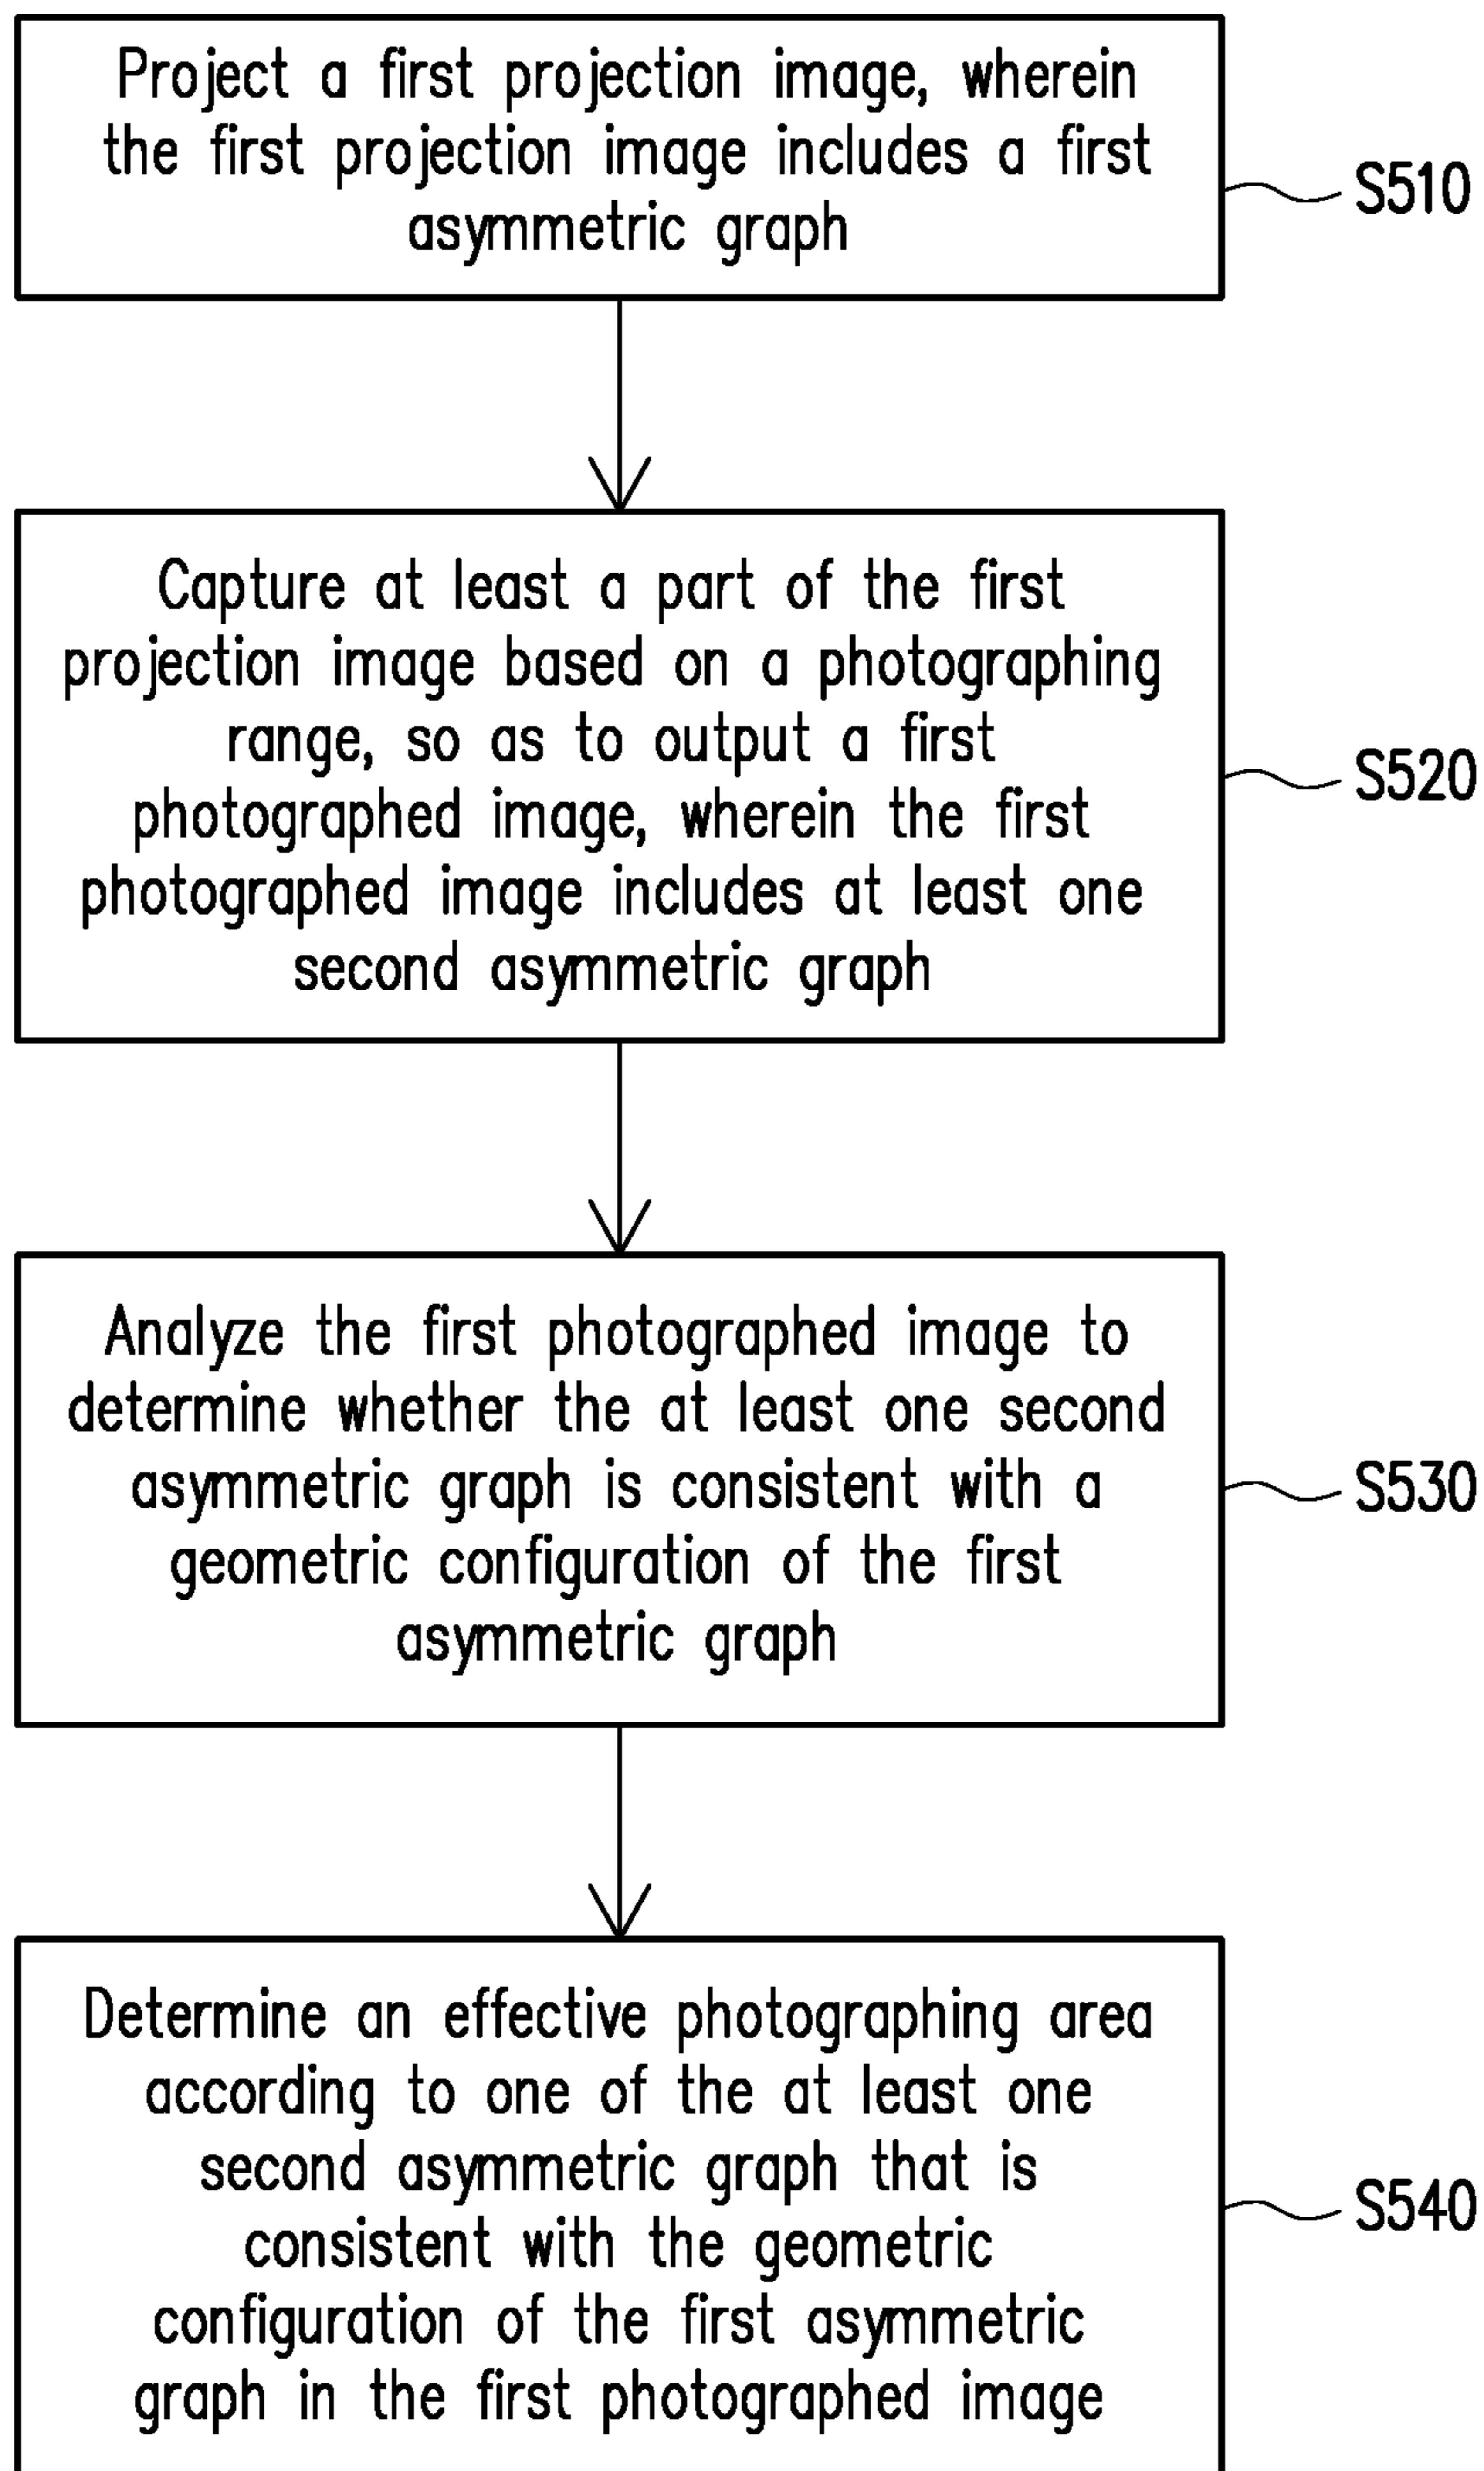 Project a first projection image, wherein
the first projection image includes a first
asymmetric graph
S510
Capture at least a part of the first
projection image based on a photographing
range, so as to output a first
photographed image, wherein the first
photographed image includes at least one
second asymmetric graph
S520
Analyze the first photographed image to
determine whether the at least one second
asymmetric graph is consistent with a
geometric configuration of the first
asymmetric graph
S530
Determine an effective photographing area
according to one of the at least one
second asymmetric graph that is
consistent with the geometric
configuration of the first asymmetric
graph in the first photographed image
S540